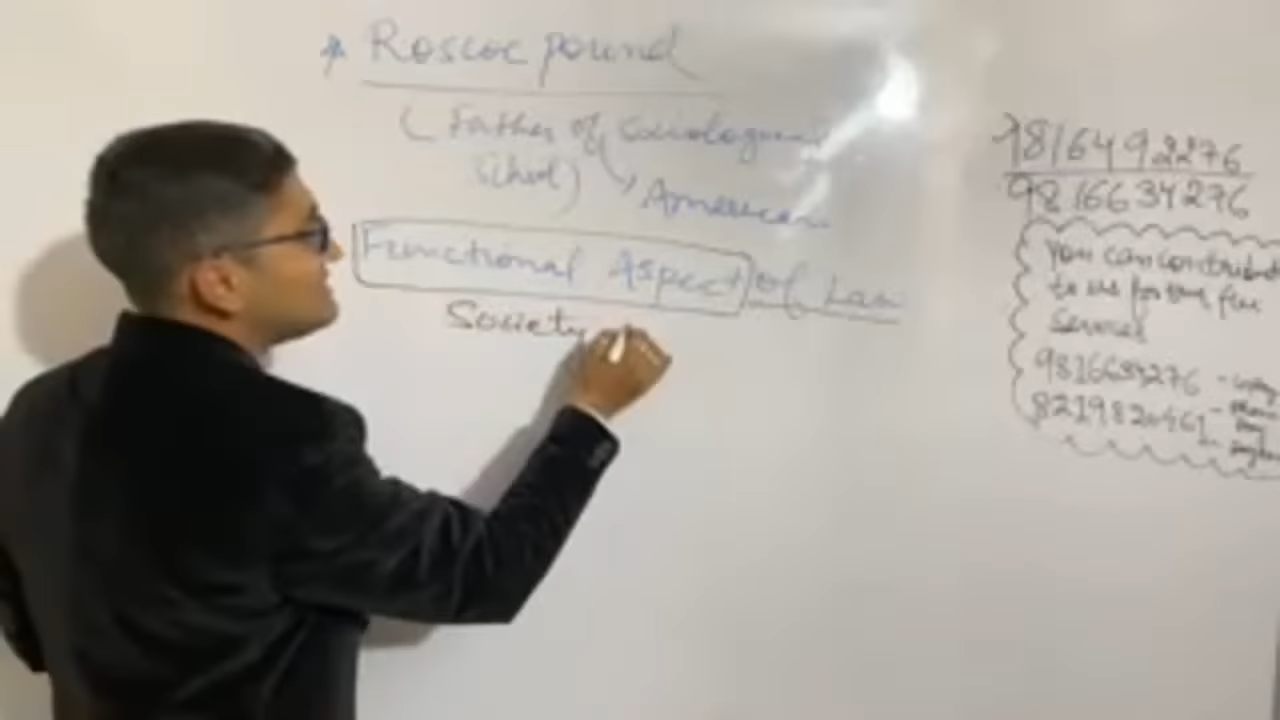 * Roscoe pound
(Father of Sociological
School) → American
Functional Aspect of Law
Society
9816492276
9816634276
You can contribute
to us for this free
services
9816634276 -
8219820461 -